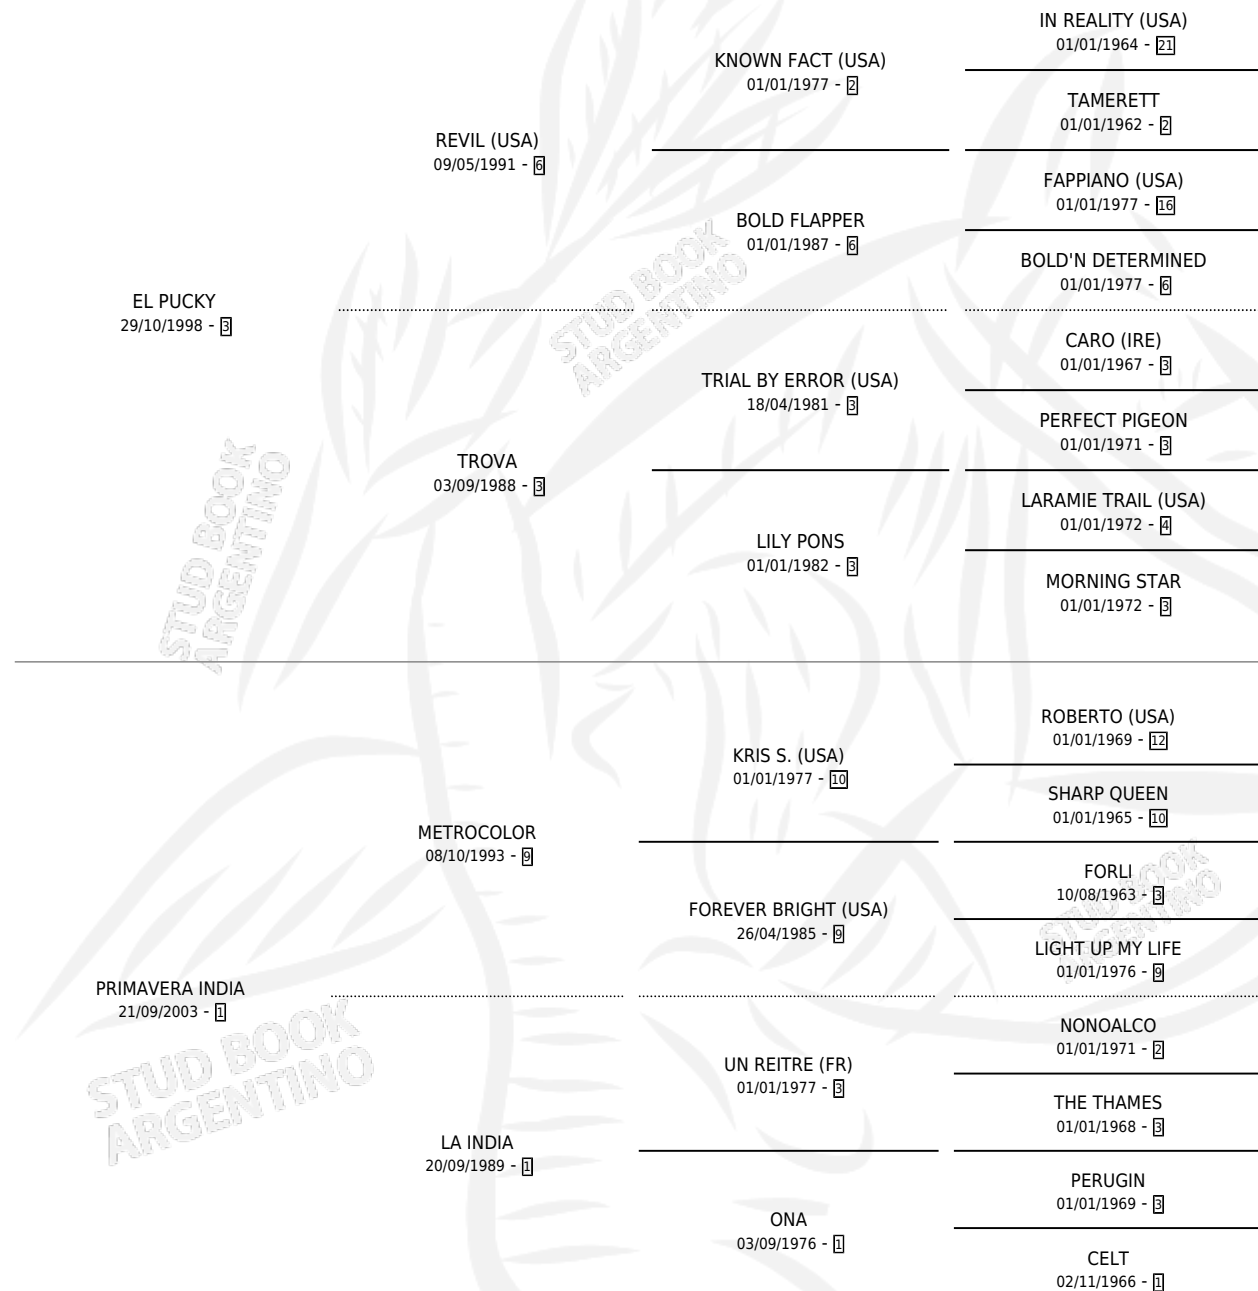 IN REALITY (USA)
01/01/1964 - 21
KNOWN FACT (USA)
01/01/1977 - 2
TAMERETT
01/01/1962 - 2
REVIL (USA)
09/05/1991 - 6
FAPPIANO (USA)
01/01/1977 - 16
BOLD FLAPPER
01/01/1987 - 6
BOLD'N DETERMINED
01/01/1977 - 6
EL PUCKY
29/10/1998 - 3
CARO (IRE)
01/01/1967 - 3
TRIAL BY ERROR (USA)
18/04/1981 - 3
PERFECT PIGEON
01/01/1971 - 3
TROVA
03/09/1988 - 3
LARAMIE TRAIL (USA)
01/01/1972 - 4
LILY PONS
01/01/1982 - 3
MORNING STAR
01/01/1972 - 3
ROBERTO (USA)
01/01/1969 - 12
KRIS S. (USA)
01/01/1977 - 10
SHARP QUEEN
01/01/1965 - 10
METROCOLOR
08/10/1993 - 9
FORLI
10/08/1963 - 3
FOREVER BRIGHT (USA)
26/04/1985 - 9
LIGHT UP MY LIFE
01/01/1976 - 9
PRIMAVERA INDIA
21/09/2003 - 1
NONOALCO
01/01/1971 - 2
UN REITRE (FR)
01/01/1977 - 3
THE THAMES
01/01/1968 - 3
LA INDIA
20/09/1989 - 1
PERUGIN
01/01/1969 - 3
ONA
03/09/1976 - 1
CELT
02/11/1966 - 1
STUD BOOK
ARGENTINO
STUD BOOK
ARGENTINO
STUD BOOK
ARGENTINO
STUD BOOK
ARGENTINO